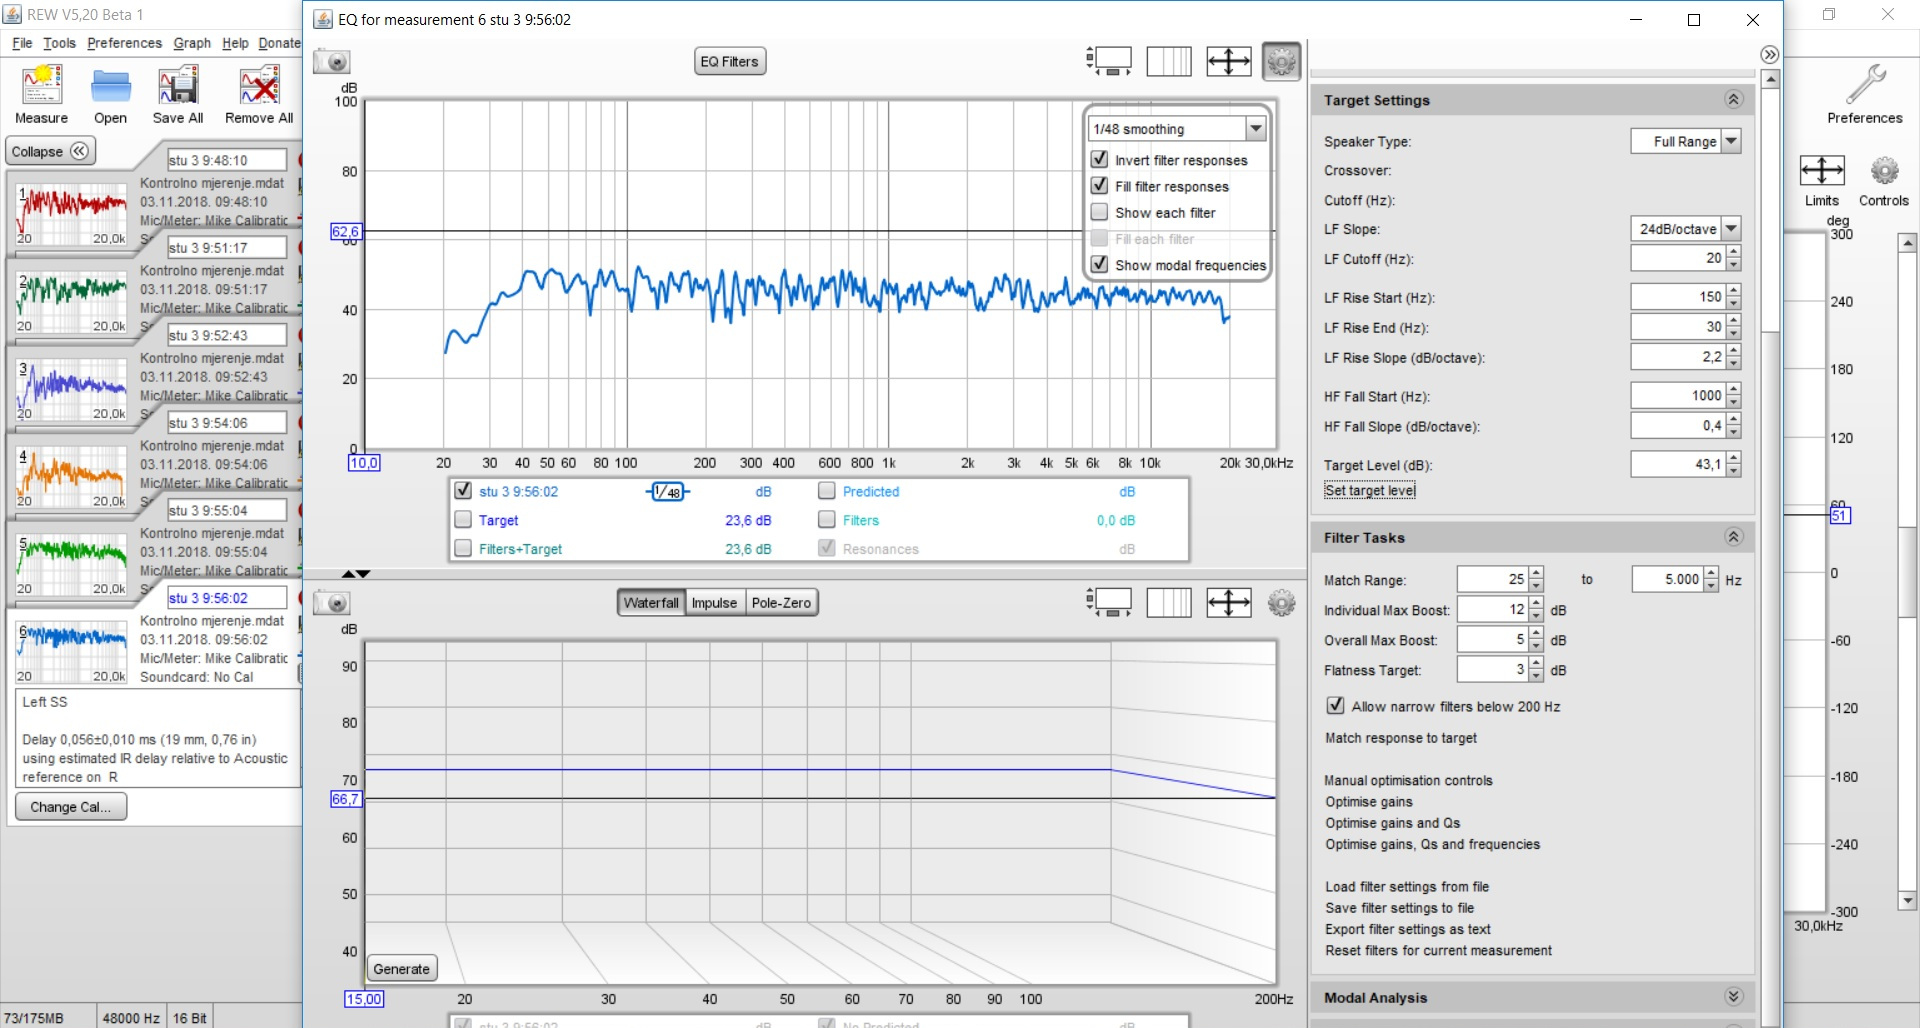 REW V5,20 Beta 1
File Tools Preferences Graph Help Donate
Measure Open Save All Remove All
Collapse
stu 3 9:48:10
1
Kontrolno mjerenje.mdat
03.11.2018. 09:48:10
Mic/Meter: Mike Calibratic
20 20,0k
stu 3 9:51:17
2
Kontrolno mjerenje.mdat
03.11.2018. 09:51:17
Mic/Meter: Mike Calibratic
20 20,0k
stu 3 9:52:43
3
Kontrolno mjerenje.mdat
03.11.2018. 09:52:43
Mic/Meter: Mike Calibratic
20 20,0k
stu 3 9:54:06
4
Kontrolno mjerenje.mdat
03.11.2018. 09:54:06
Mic/Meter: Mike Calibratic
20 20,0k
stu 3 9:55:04
5
Kontrolno mjerenje.mdat
03.11.2018. 09:55:04
Mic/Meter: Mike Calibratic
20 20,0k
stu 3 9:56:02
6
Kontrolno mjerenje.mdat
03.11.2018. 09:56:02
Mic/Meter: Mike Calibratic
20 20,0k Soundcard: No Cal
Left SS
Delay 0,056±0,010 ms (19 mm, 0,76 in)
using estimated IR delay relative to Acoustic
reference on R
Change Cal...
73/175MB 48000 Hz 16 Bit
EQ for measurement 6 stu 3 9:56:02
EQ Filters
dB
100
80
62,6
60
40
20
0
10,0 20 30 40 50 60 80 100 200 300 400 600 800 1k 2k 3k 4k 5k 6k 8k 10k 20k 30,0kHz
1/48 smoothing
Invert filter responses
Fill filter responses
Show each filter
Fill each filter
Show modal frequencies
stu 3 9:56:02 1/48 dB Predicted dB
Target 23,6 dB Filters 0,0 dB
Filters+Target 23,6 dB Resonances dB
Waterfall Impulse Pole-Zero
dB
90
80
70
66,7
60
50
40
Generate
15,00 20 30 40 50 60 70 80 90 100 200Hz
stu 3 9:56:02 dB No Predicted dB
Target Settings
Speaker Type: Full Range
Crossover:
Cutoff (Hz):
LF Slope: 24dB/octave
LF Cutoff (Hz): 20
LF Rise Start (Hz): 150
LF Rise End (Hz): 30
LF Rise Slope (dB/octave): 2,2
HF Fall Start (Hz): 1000
HF Fall Slope (dB/octave): 0,4
Target Level (dB): 43,1
Set target level
Filter Tasks
Match Range: 25 to 5.000 Hz
Individual Max Boost: 12 dB
Overall Max Boost: 5 dB
Flatness Target: 3 dB
Allow narrow filters below 200 Hz
Match response to target
Manual optimisation controls
Optimise gains
Optimise gains and Qs
Optimise gains, Qs and frequencies
Load filter settings from file
Save filter settings to file
Export filter settings as text
Reset filters for current measurement
Modal Analysis
Preferences
Limits Controls
deg
300
240
180
120
60
51
0
-60
-120
-180
-240
-300
30,0kHz